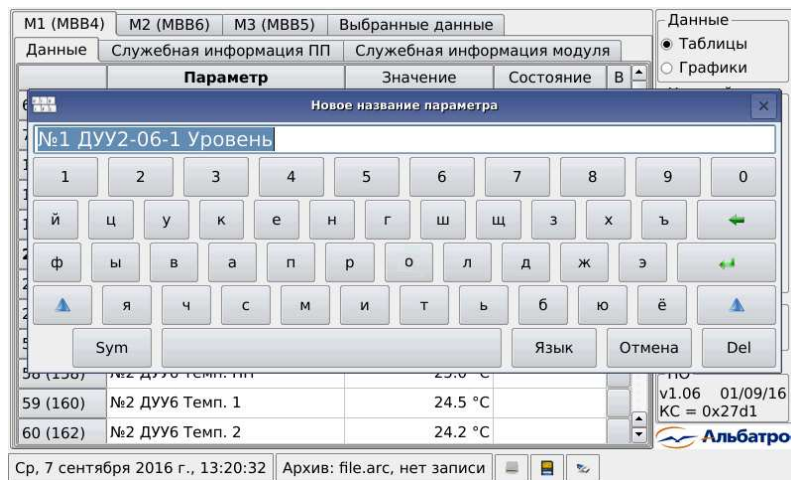 М1 (МВВ4) М2 (МВВ6) М3 (МВВ5) Выбранные данные
Данные
Данные Служебная информация ПП Служебная информация модуля
Таблицы
Параметр Значение Состояние В
Графики
Новое название параметра
№1 ДУУ2-06-1 Уровень
1 2 3 4 5 6 7 8 9 0
й ц у к е н г ш щ з х ъ
ф ы в а п р о л д ж э
я ч с м и т ь б ю ё
Sym Язык Отмена Del
59 (160) №2 ДУУ6 Темп. 1 24.5 °C
v1.06 01/09/16
КС = 0x27d1
60 (162) №2 ДУУ6 Темп. 2 24.2 °C
Альбатро
Ср, 7 сентября 2016 г., 13:20:32 Архив: file.arc, нет записи